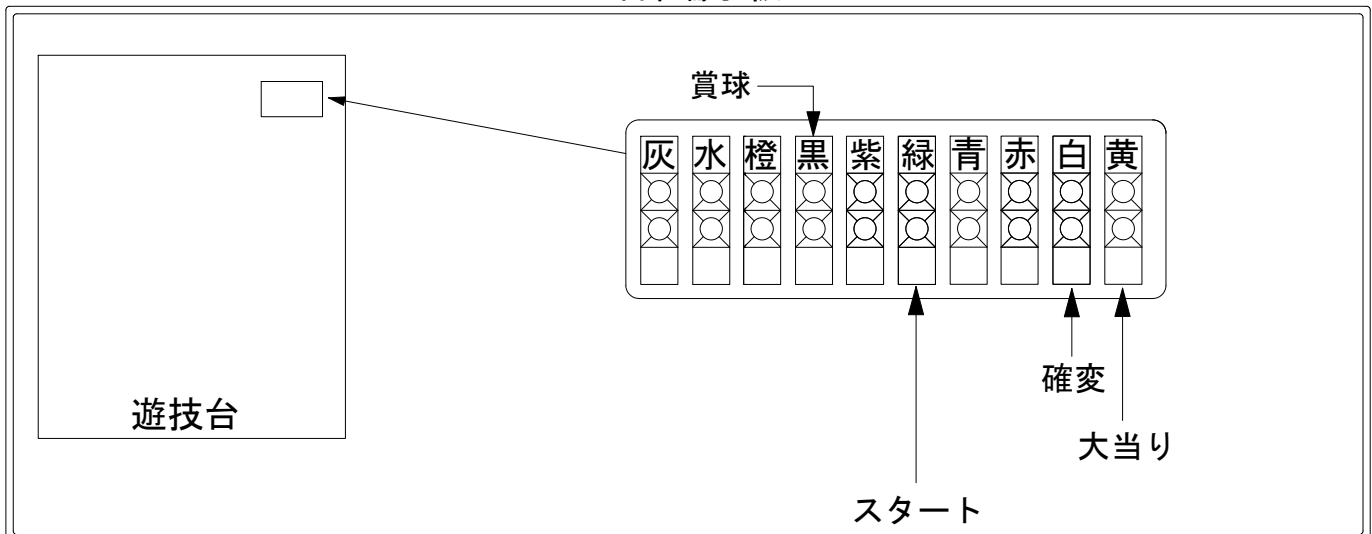 賞球
灰 水 橙 黒 紫 緑 青 赤 白 黄
確変
遊技台
大当り
スタート